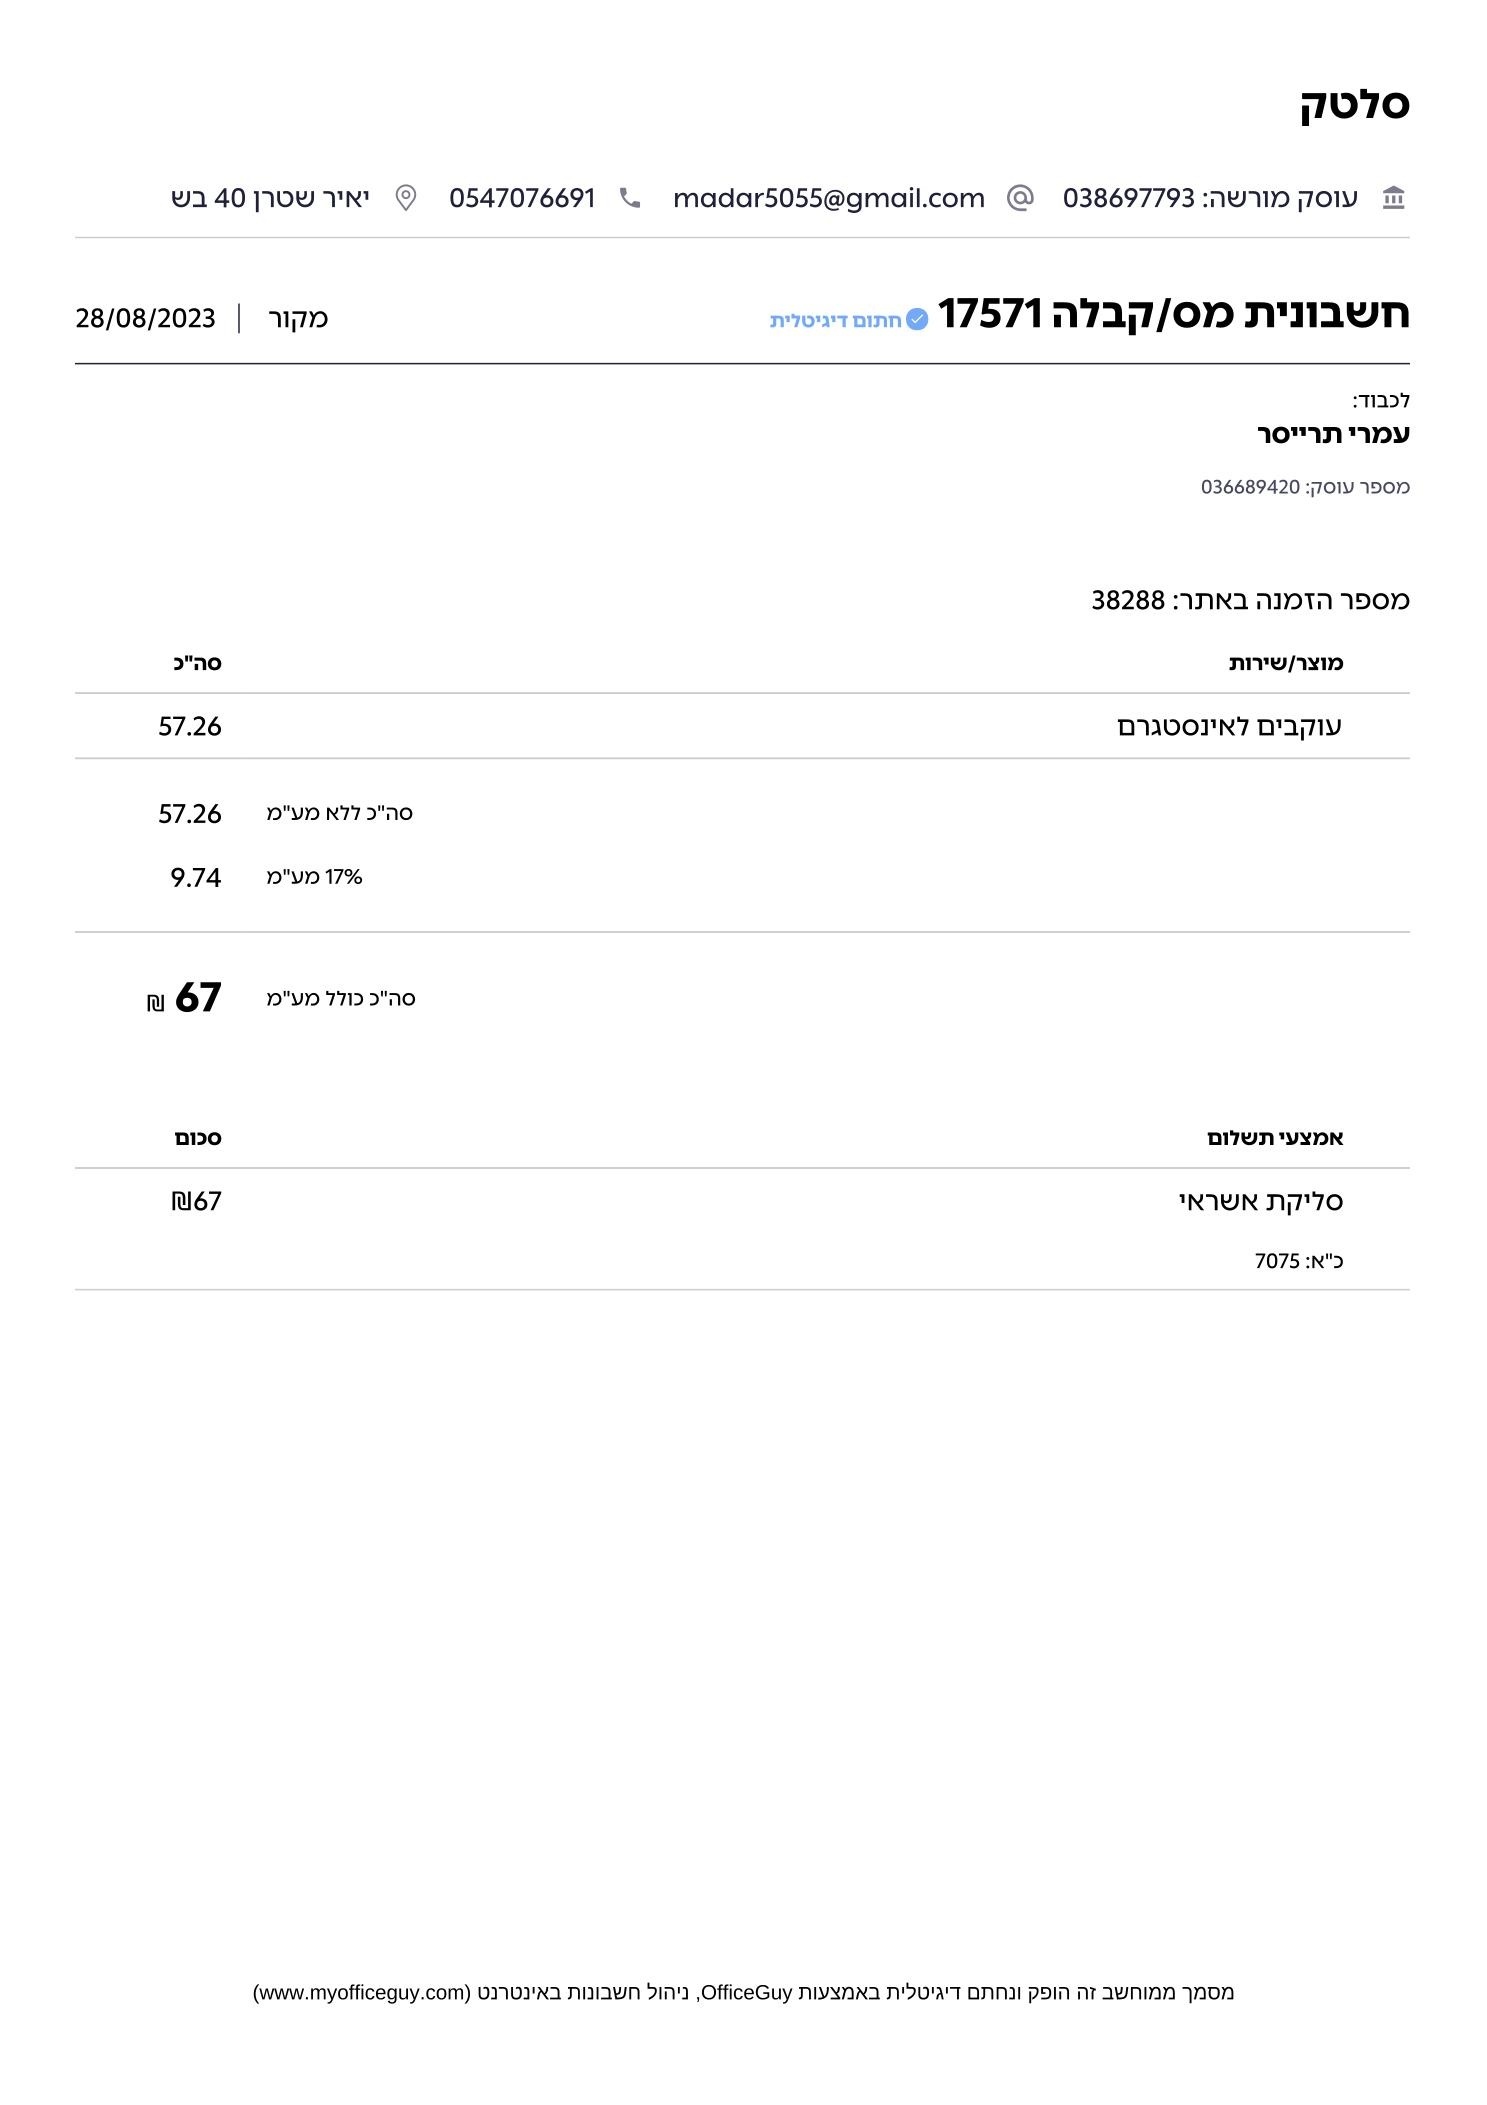 סלטק
עוסק מורשה: 038697793 madar5055@gmail.com 0547076691 יאיר שטרן 40 בש
חשבונית מס/קבלה 17571 חתום דיגיטלית מקור 28/08/2023
לכבוד:
עמרי תרייסר
מספר עוסק: 036689420
מספר הזמנה באתר: 38288
מוצר/שירות סה"כ
עוקבים לאינסטגרם 57.26
סה"כ ללא מע"מ 57.26
17% מע"מ 9.74
סה"כ כולל מע"מ 67 ₪
אמצעי תשלום סכום
סליקת אשראי 67₪
כ"א: 7075
מסמך ממוחשב זה הופק ונחתם דיגיטלית באמצעות OfficeGuy, ניהול חשבונות באינטרנט (www.myofficeguy.com)